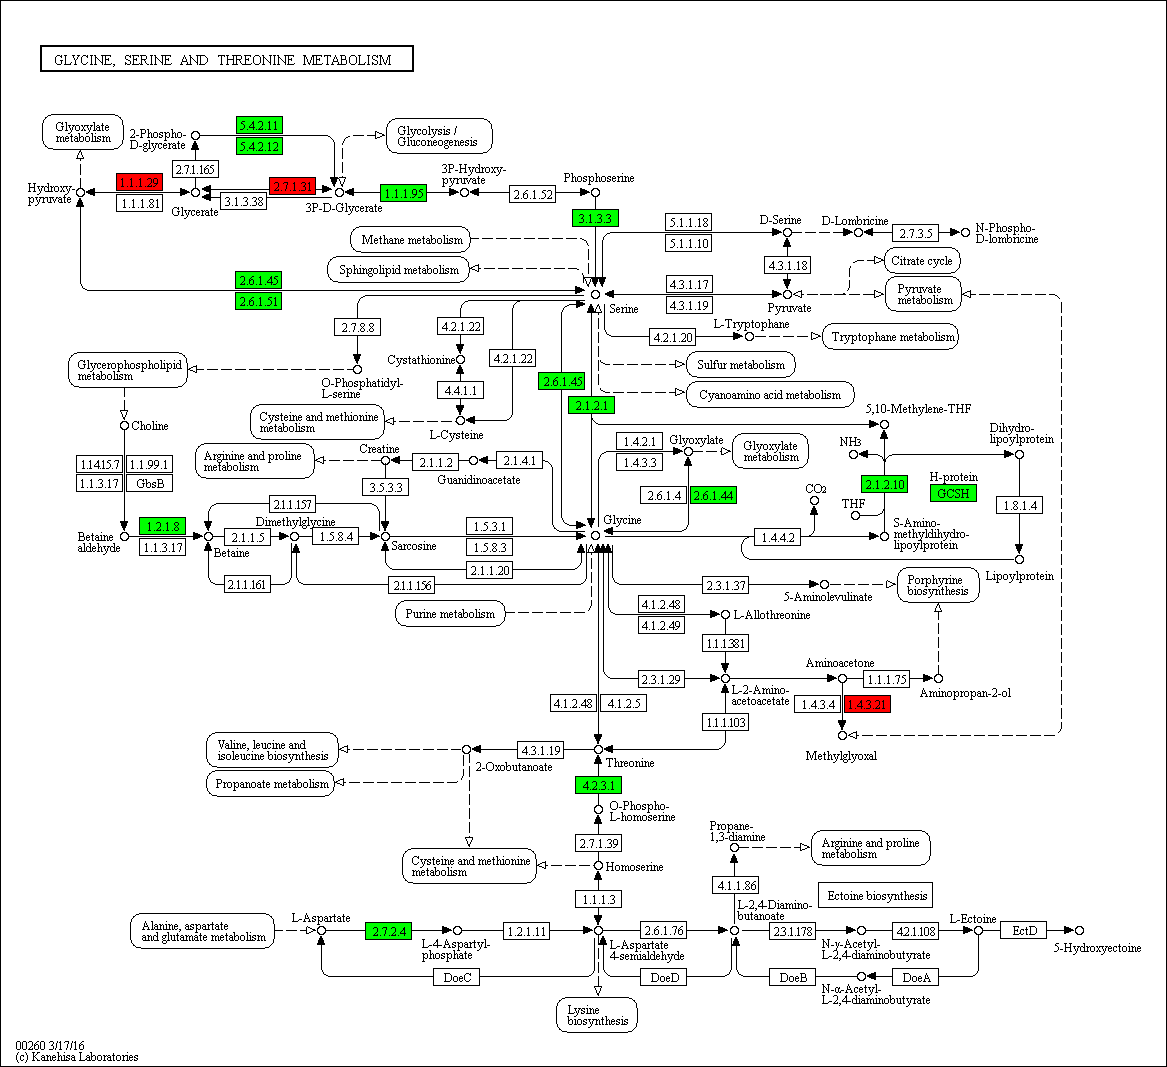 GLYCINE, SERINE AND THREONINE METABOLISM
Glyoxylate
metabolism
2-Phospho-
D-glycerate
5.4.2.11
5.4.2.12
Glycolysis /
Gluconeogenesis
2.7.1.165
3P-Hydroxy-
pyruvate
Phosphoserine
Hydroxy-
pyruvate
1.1.1.29
1.1.1.81
Glycerate
2.7.1.31
3.1.3.38
3P-D-Glycerate
1.1.1.95
2.6.1.52
3.1.3.3
Methane metabolism
Sphingolipid metabolism
5.1.1.18
5.1.1.10
D-Serine
D-Lombricine
2.7.3.5
N-Phospho-
D-lombricine
4.3.1.18
Citrate cycle
2.6.1.45
2.6.1.51
Serine
4.3.1.17
4.3.1.19
Pyruvate
Pyruvate
metabolism
2.7.8.8
4.2.1.22
4.2.1.22
4.2.1.20
L-Tryptophane
Tryptophane metabolism
Cystathionine
Glycerophospholipid
metabolism
O-Phosphatidyl-
L-serine
4.4.1.1
2.6.1.45
2.1.2.1
Sulfur metabolism
Cyanoamino acid metabolism
Choline
Cysteine and methionine
metabolism
L-Cysteine
5,10-Methylene-THF
Dihydro-
lipoylprotein
1.14.15.7
1.1.99.1
1.1.3.17
GbsB
Arginine and proline
metabolism
Creatine
2.1.1.2
Guanidinoacetate
2.1.4.1
1.4.2.1
1.4.3.3
Glyoxylate
Glyoxylate
metabolism
NH3
3.5.3.3
2.6.1.4
2.6.1.44
CO2
THF
2.1.2.10
H-protein
GCSH
1.8.1.4
2.1.1.157
Betaine
aldehyde
1.2.1.8
1.1.3.17
Betaine
2.1.1.5
Dimethylglycine
1.5.8.4
Sarcosine
1.5.3.1
1.5.8.3
2.1.1.20
Glycine
1.4.4.2
S-Amino-
methyldihydro-
lipoylprotein
Lipoylprotein
2.1.1.161
2.1.1.156
Purine metabolism
2.3.1.37
5-Aminolevulinate
Porphyrine
biosynthesis
4.1.2.48
4.1.2.49
L-Allothreonine
1.1.1.381
2.3.1.29
L-2-Amino-
acetoacetate
Aminoacetone
1.1.1.75
Aminopropan-2-ol
4.1.2.48
4.1.2.5
1.1.1.103
1.4.3.4
1.4.3.21
Methylglyoxal
Valine, leucine and
isoleucine biosynthesis
2-Oxobutanoate
4.3.1.19
Threonine
Propanoate metabolism
4.2.3.1
O-Phospho-
L-homoserine
2.7.1.39
Cysteine and methionine
metabolism
Homoserine
1.1.1.3
Propane-
1,3-diamine
Arginine and proline
metabolism
4.1.1.86
Ectoine biosynthesis
Alanine, aspartate
and glutamate metabolism
L-Aspartate
2.7.2.4
L-4-Aspartyl-
phosphate
1.2.1.11
L-Aspartate
4-semialdehyde
2.6.1.76
L-2,4-Diamino-
butanoate
2.3.1.178
N-γ-Acetyl-
L-2,4-diaminobutyrate
4.2.1.108
L-Ectoine
EctD
5-Hydroxyectoine
DoeC
DoeD
DoeB
DoeA
N-α-Acetyl-
L-2,4-diaminobutyrate
Lysine
biosynthesis
00260 3/17/16
(c) Kanehisa Laboratories